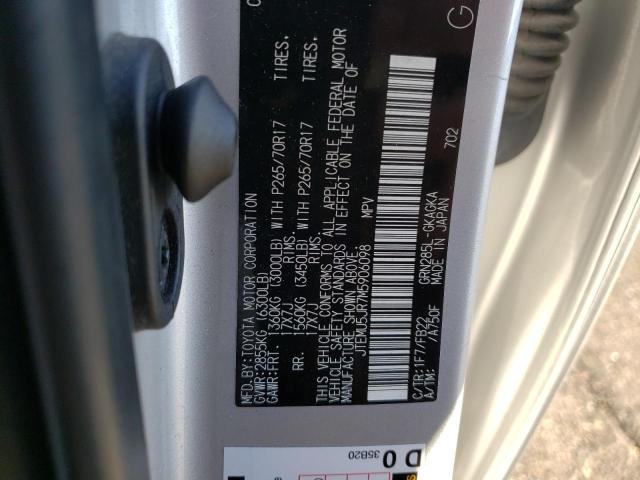 MFD.BY:TOYOTA MOTOR CORPORATION
GVWR:2855KG (6300LB)
GAWR:FRT. 1360KG (3000LB) WITH P265/70R17 TIRES.
17X7J RIMS.
RR. 1560KG (3450LB) WITH P265/70R17 TIRES.
17X7J RIMS.
THIS VEHICLE CONFORMS TO ALL APPLICABLE FEDERAL MOTOR
VEHICLE SAFETY STANDARDS IN EFFECT ON THE DATE OF
MANUFACTURE SHOWN ABOVE.
JTEMU5JR7M5906098 MPV
C/TR:1F7/FB22 GRN285L-GKAGKA
A/TM: /A750F MADE IN JAPAN
702
G
D 0
35B20